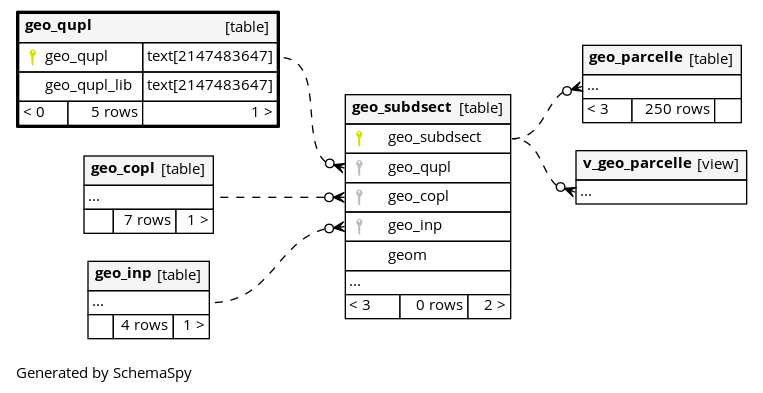 geo_qupl [table]
geo_qupl text[2147483647]
geo_qupl_lib text[2147483647]
< 0 5 rows 1 >
geo_copl [table]
...
7 rows 1 >
geo_inp [table]
...
4 rows 1 >
geo_subdsect [table]
geo_subdsect
geo_qupl
geo_copl
geo_inp
geom
...
< 3 0 rows 2 >
geo_parcelle [table]
...
< 3 250 rows
v_geo_parcelle [view]
...
Generated by SchemaSpy